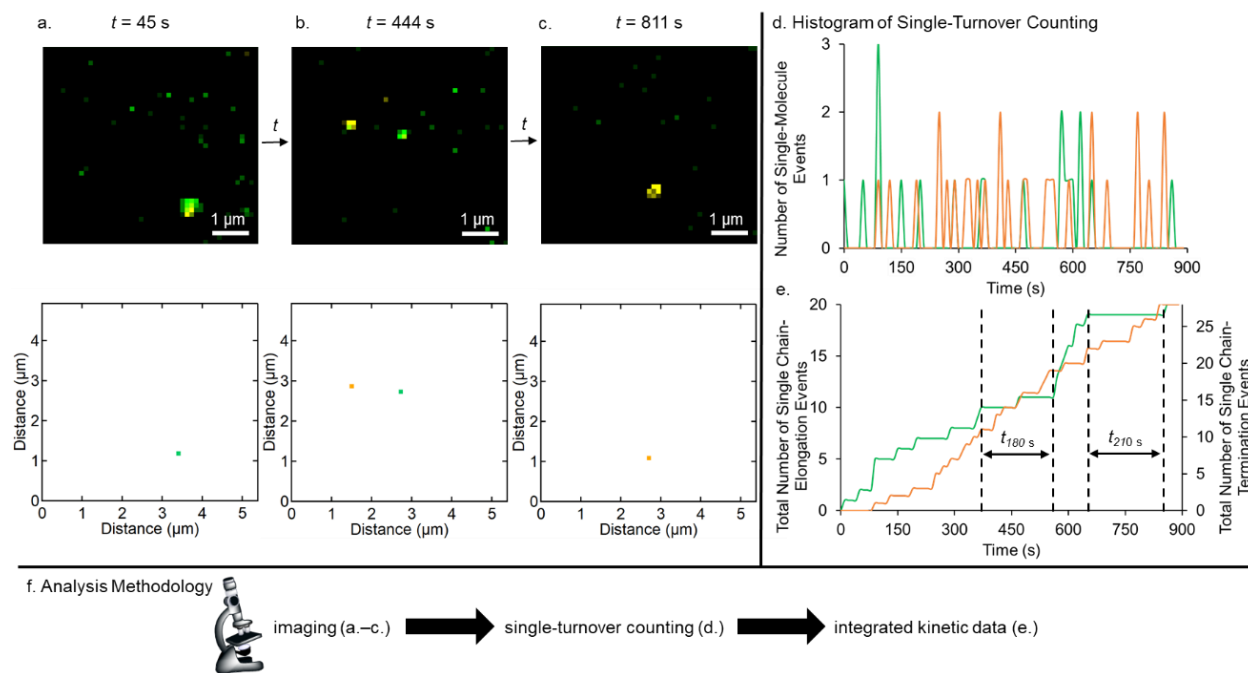 a. t = 45 s
b. t = 444 s
c. t = 811 s
t
t
1 µm
1 µm
1 µm
Distance (µm)
4
3
2
1
0
0 1 2 3 4 5
Distance (µm)
Distance (µm)
4
3
2
1
0
0 1 2 3 4 5
Distance (µm)
Distance (µm)
4
3
2
1
0
0 1 2 3 4 5
Distance (µm)
d. Histogram of Single-Turnover Counting
Number of Single-Molecule
Events
3
2
1
0
0 150 300 450 600 750 900
Time (s)
e.
Total Number of Single Chain-
Elongation Events
20
15
10
5
0
t180 s
t210 s
25
20
15
10
5
0
Total Number of Single Chain-
Termination Events
0 150 300 450 600 750 900
Time (s)
f. Analysis Methodology
imaging (a.–c.)
single-turnover counting (d.)
integrated kinetic data (e.)